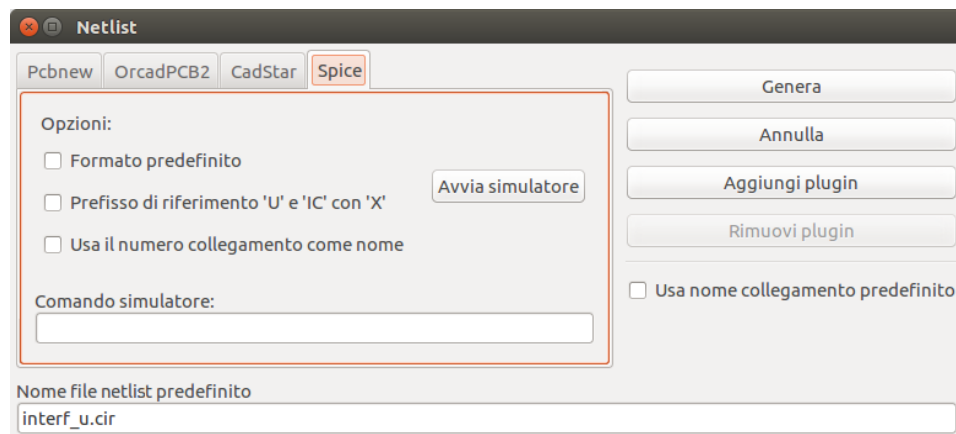 Netlist
Pcbnew OrcadPCB2 CadStar Spice
Opzioni:
Formato predefinito
Prefisso di riferimento 'U' e 'IC' con 'X'
Usa il numero collegamento come nome
Avvia simulatore
Comando simulatore:
Genera
Annulla
Aggiungi plugin
Rimuovi plugin
Usa nome collegamento predefinito
Nome file netlist predefinito
interf_u.cir